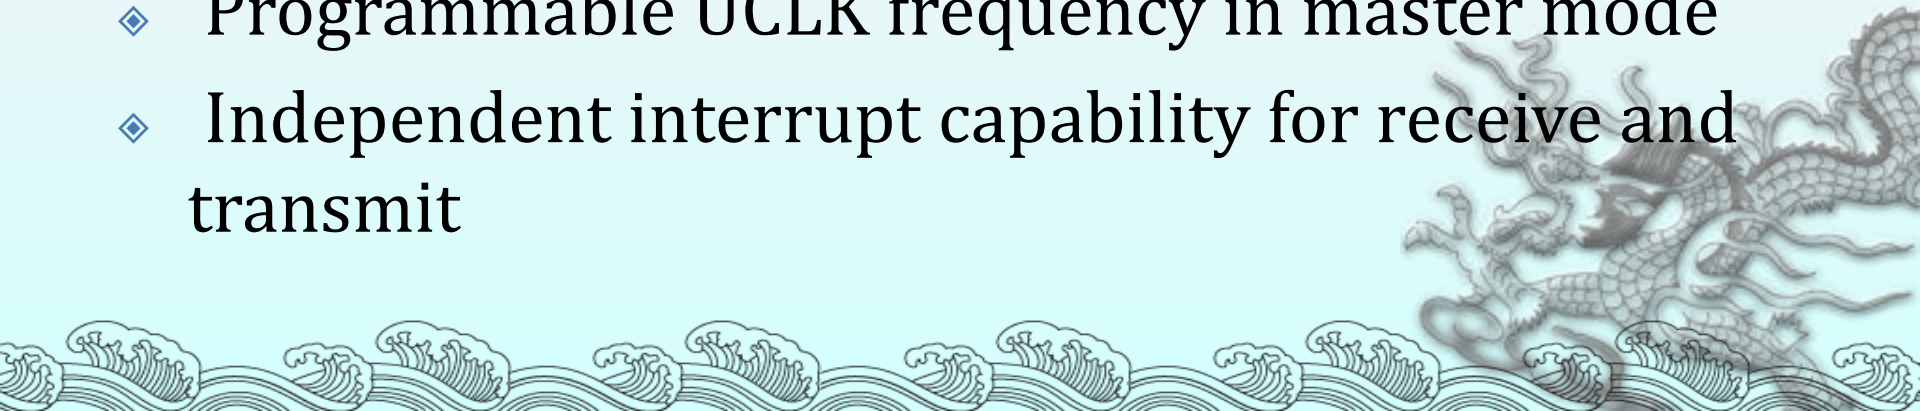 Programmable UCLK frequency in master mode
Independent interrupt capability for receive and
transmit